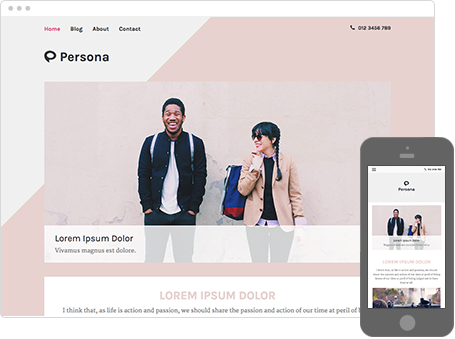 Home Blog About Contact 012 3456 789
Persona
Lorem Ipsum Dolor
Vivamus magnus est dolore.
LOREM IPSUM DOLOR
I think that, as life is action and passion, we should share the passion and action of our time at peril of
012 3456 789
Persona
Lorem Ipsum Dolor
LOREM IPSUM DOLOR